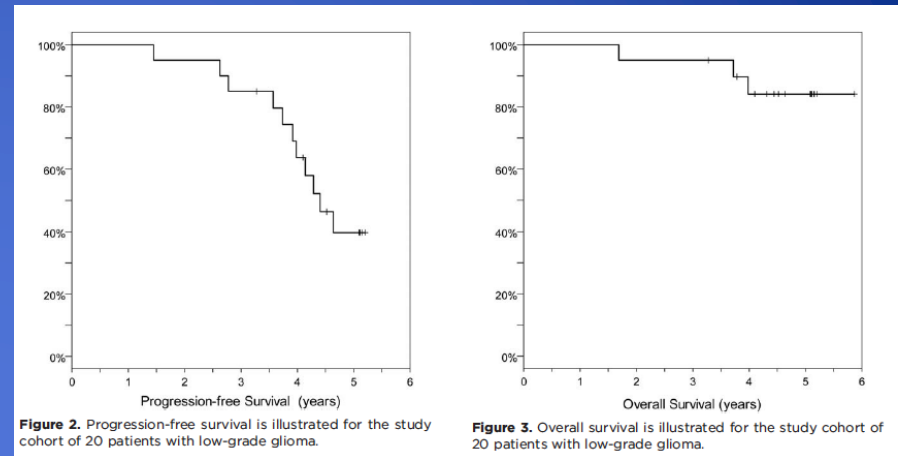 100%
80%
60%
40%
20%
0%
0 1 2 3 4 5 6
Progression-free Survival (years)
Figure 2. Progression-free survival is illustrated for the study
cohort of 20 patients with low-grade glioma.
100%
80%
60%
40%
20%
0%
0 1 2 3 4 5 6
Overall Survival (years)
Figure 3. Overall survival is illustrated for the study cohort of
20 patients with low-grade glioma.